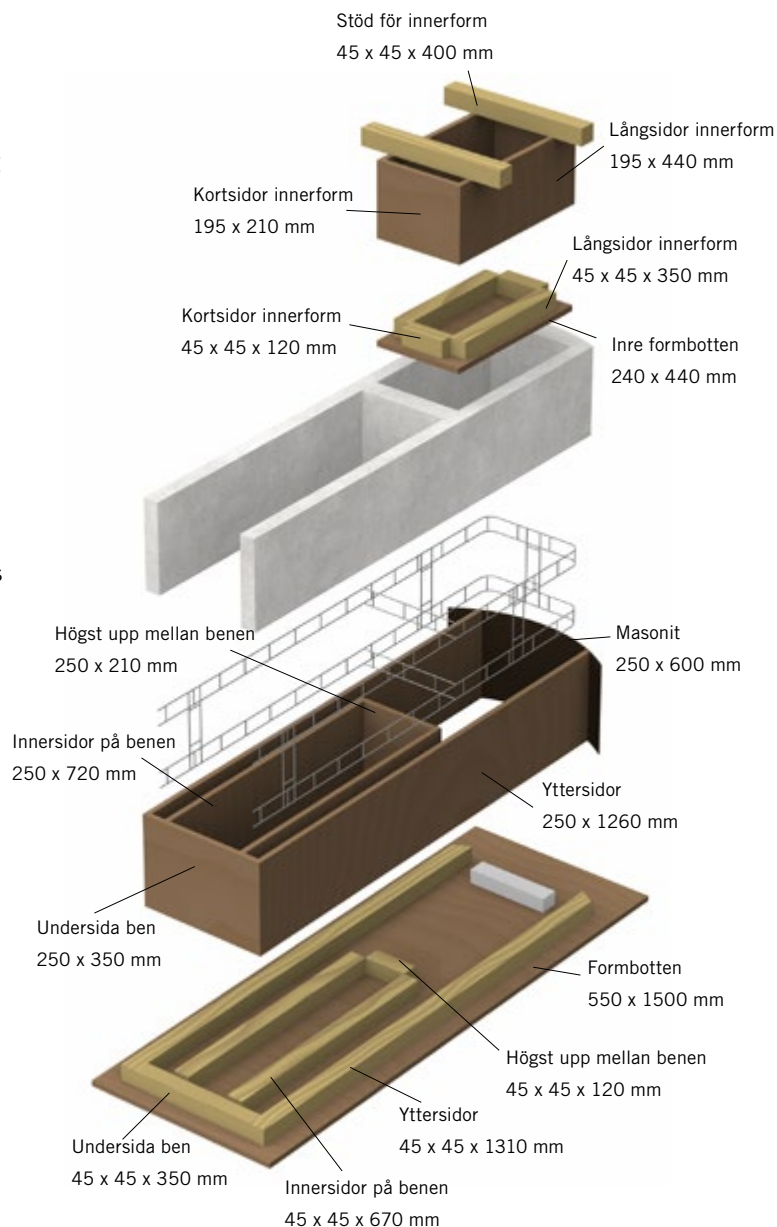 Stöd för innerform
45 x 45 x 400 mm
Långsidor innerform
195 x 440 mm
Kortsidor innerform
195 x 210 mm
Långsidor innerform
45 x 45 x 350 mm
Kortsidor innerform
45 x 45 x 120 mm
Inre formbotten
240 x 440 mm
Högst upp mellan benen
250 x 210 mm
Masonit
250 x 600 mm
Innersidor på benen
250 x 720 mm
Yttersidor
250 x 1260 mm
Undersida ben
250 x 350 mm
Formbotten
550 x 1500 mm
Högst upp mellan benen
45 x 45 x 120 mm
Yttersidor
45 x 45 x 1310 mm
Undersida ben
45 x 45 x 350 mm
Innersidor på benen
45 x 45 x 670 mm